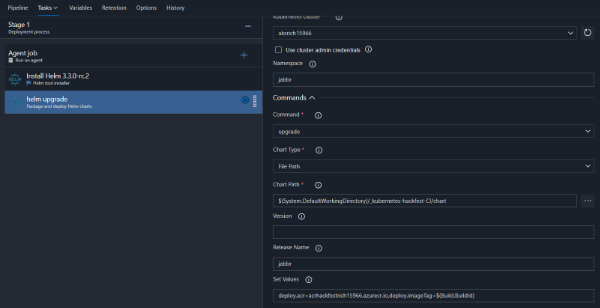 Pipeline Tasks Variables Retention Options History
Stage 1
Deployment process
Agent job
Run on agent
Install Helm 3.3.0-rc.2
Helm tool installer
helm upgrade
Package and deploy Helm charts
Kubernetes Cluster *
aksrich15966
Use cluster admin credentials
Namespace
jatibr
Commands
Command *
upgrade
Chart Type *
File Path
Chart Path *
$(System.DefaultWorkingDirectory)/_kubernetes-hackfest-CI/chart
Version
Release Name
jatibr
Set Values
deploy.acr=acrhackfestrich15966.azurecr.io,deploy.imageTag=$(Build.BuildId)